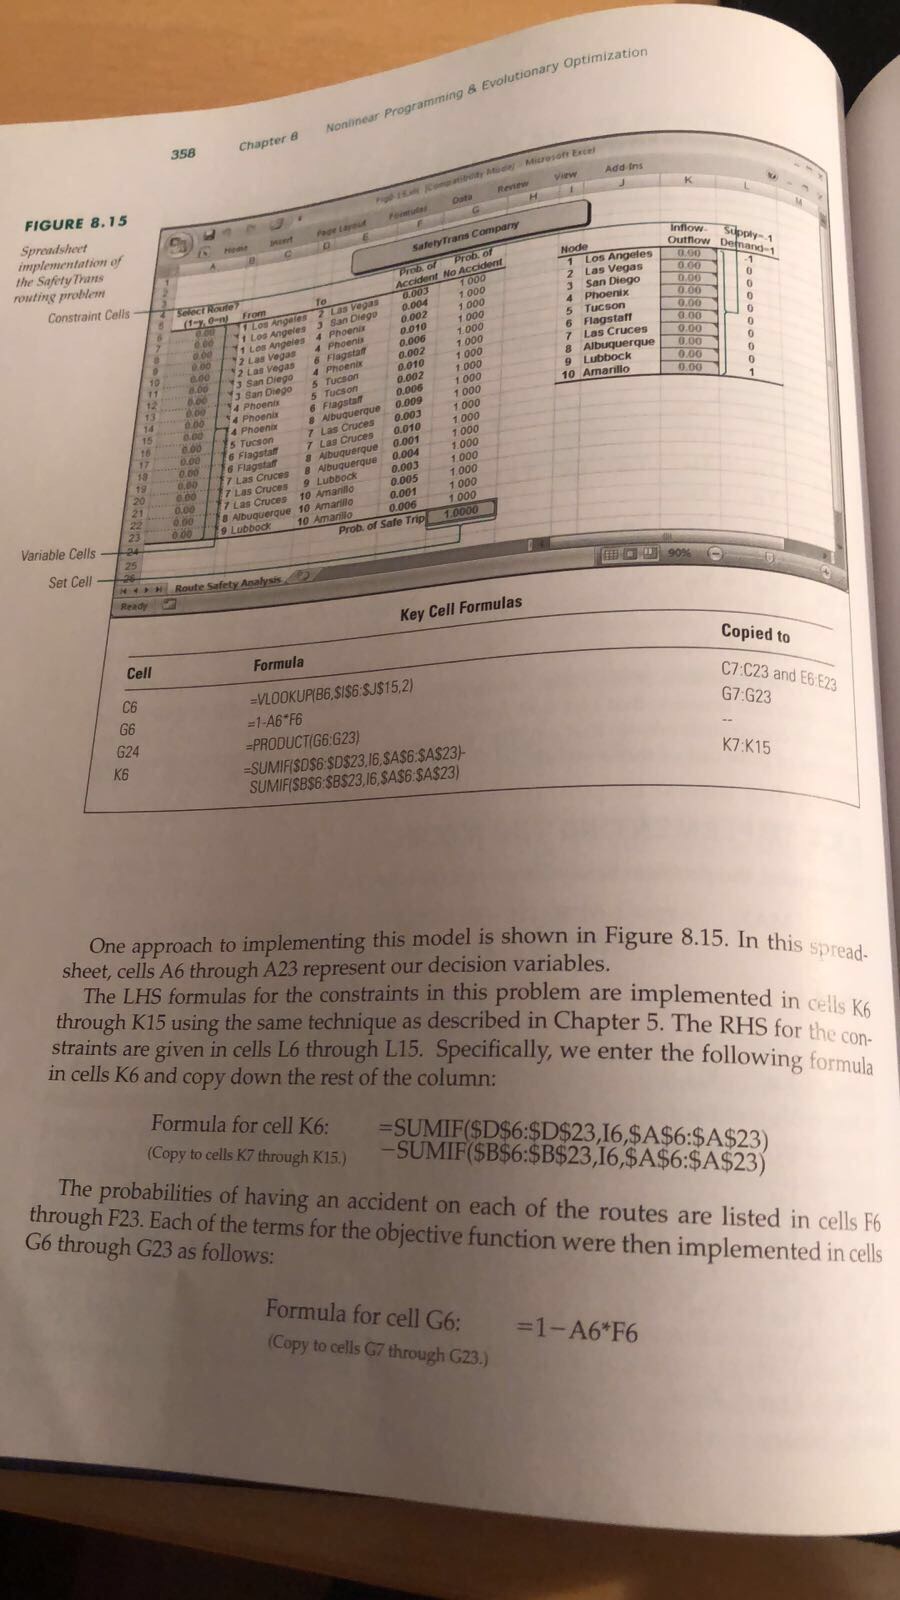 358 Chapter 8 Nonlinear Programming & Evolutionary Optimization
FIGURE 8.15
Spreadsheet
implementation of
the SafetyTrans
routing problem
Constraint Cells
Variable Cells
Set Cell
Fig8-15.xls [Compatibility Mode] - Microsoft Excel
Home Insert Page Layout Formulas Data Review View Add-Ins
A B C D E F G H I J K L M
SafetyTrans Company
Select Route? Prob. of Prob. of
(1=y, 0=n) From To Accident No Accident
0.00 1 Los Angeles 2 Las Vegas 0.003 1.000
0.00 1 Los Angeles 3 San Diego 0.004 1.000
0.00 1 Los Angeles 4 Phoenix 0.002 1.000
0.00 2 Las Vegas 4 Phoenix 0.010 1.000
0.00 2 Las Vegas 6 Flagstaff 0.006 1.000
0.00 3 San Diego 4 Phoenix 0.002 1.000
0.00 3 San Diego 5 Tucson 0.010 1.000
0.00 4 Phoenix 5 Tucson 0.002 1.000
0.00 4 Phoenix 6 Flagstaff 0.006 1.000
0.00 4 Phoenix 8 Albuquerque 0.009 1.000
0.00 5 Tucson 7 Las Cruces 0.003 1.000
0.00 6 Flagstaff 7 Las Cruces 0.010 1.000
0.00 6 Flagstaff 8 Albuquerque 0.001 1.000
0.00 7 Las Cruces 8 Albuquerque 0.004 1.000
0.00 7 Las Cruces 9 Lubbock 0.003 1.000
0.00 7 Las Cruces 10 Amarillo 0.005 1.000
0.00 8 Albuquerque 10 Amarillo 0.001 1.000
0.00 9 Lubbock 10 Amarillo 0.006 1.000
Prob. of Safe Trip 1.0000
Inflow- Supply=-1
Node Outflow Demand=1
1 Los Angeles 0.00 -1
2 Las Vegas 0.00 0
3 San Diego 0.00 0
4 Phoenix 0.00 0
5 Tucson 0.00 0
6 Flagstaff 0.00 0
7 Las Cruces 0.00 0
8 Albuquerque 0.00 0
9 Lubbock 0.00 0
10 Amarillo 0.00 1
Route Safety Analysis
Ready 90%
Key Cell Formulas
Cell Formula Copied to
C6 =VLOOKUP(B6,$I$6:$J$15,2) C7:C23 and E6:E23
G6 =1-A6*F6 G7:G23
G24 =PRODUCT(G6:G23) --
K6 =SUMIF($D$6:$D$23,I6,$A$6:$A$23)- K7:K15
SUMIF($B$6:$B$23,I6,$A$6:$A$23)
One approach to implementing this model is shown in Figure 8.15. In this spread-
sheet, cells A6 through A23 represent our decision variables.
The LHS formulas for the constraints in this problem are implemented in cells K6
through K15 using the same technique as described in Chapter 5. The RHS for the con-
straints are given in cells L6 through L15. Specifically, we enter the following formula
in cells K6 and copy down the rest of the column:
Formula for cell K6: =SUMIF($D$6:$D$23,I6,$A$6:$A$23)
(Copy to cells K7 through K15.) −SUMIF($B$6:$B$23,I6,$A$6:$A$23)
The probabilities of having an accident on each of the routes are listed in cells F6
through F23. Each of the terms for the objective function were then implemented in cells
G6 through G23 as follows:
Formula for cell G6: =1−A6*F6
(Copy to cells G7 through G23.)